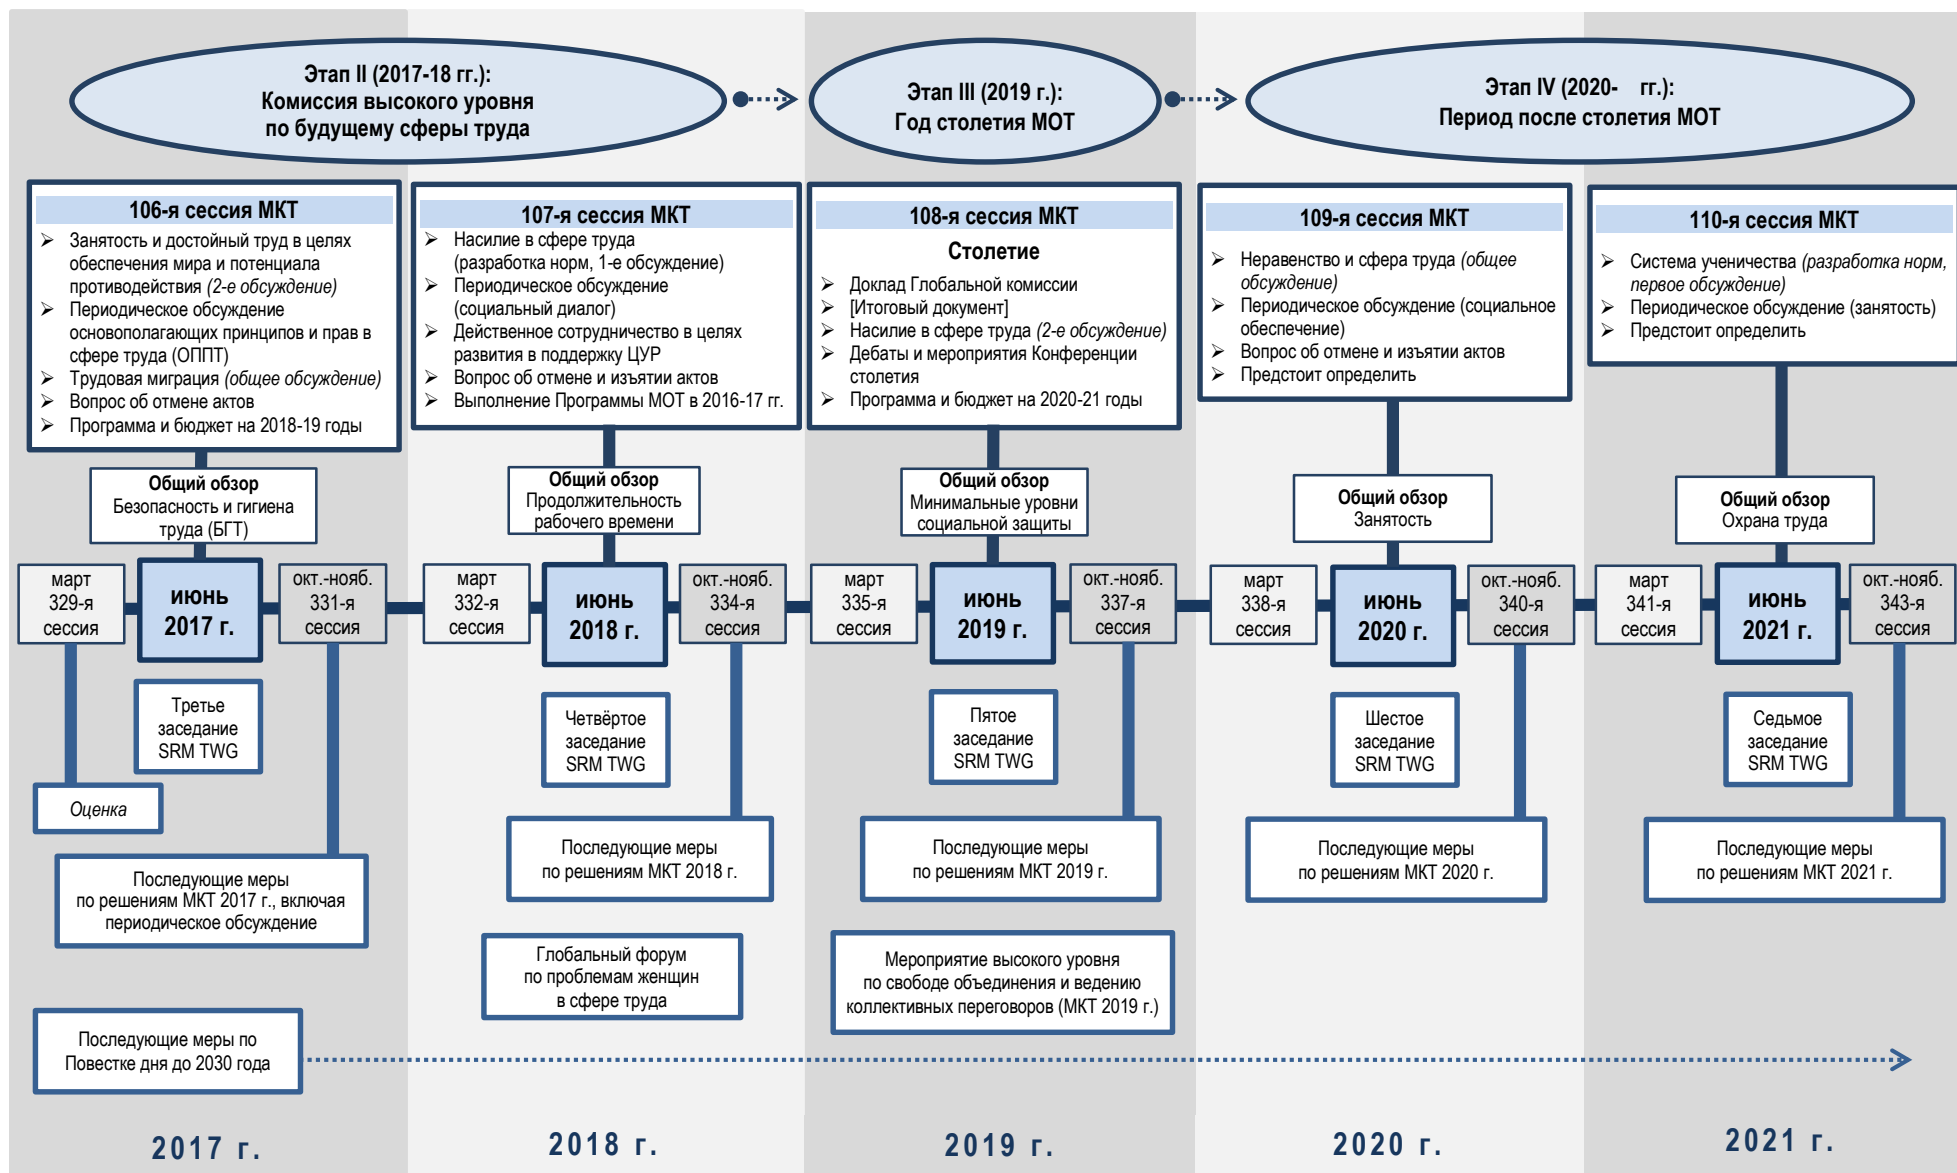 Этап II (2017-18 гг.):
Комиссия высокого уровня
по будущему сферы труда
Этап III (2019 г.):
Год столетия МОТ
Этап IV (2020-    гг.):
Период после столетия МОТ
106-я сессия МКТ
Занятость и достойный труд в целях
обеспечения мира и потенциала
противодействия (2-е обсуждение)
Периодическое обсуждение
основополагающих принципов и прав в
сфере труда (ОППТ)
Трудовая миграция (общее обсуждение)
Вопрос об отмене актов
Программа и бюджет на 2018-19 годы
107-я сессия МКТ
Насилие в сфере труда
(разработка норм, 1-е обсуждение)
Периодическое обсуждение
(социальный диалог)
Действенное сотрудничество в целях
развития в поддержку ЦУР
Вопрос об отмене и изъятии актов
Выполнение Программы МОТ в 2016-17 гг.
108-я сессия МКТ
Столетие
Доклад Глобальной комиссии
[Итоговый документ]
Насилие в сфере труда (2-е обсуждение)
Дебаты и мероприятия Конференции
столетия
Программа и бюджет на 2020-21 годы
109-я сессия МКТ
Неравенство и сфера труда (общее
обсуждение)
Периодическое обсуждение (социальное
обеспечение)
Вопрос об отмене и изъятии актов
Предстоит определить
110-я сессия МКТ
Система ученичества (разработка норм,
первое обсуждение)
Периодическое обсуждение (занятость)
Предстоит определить
Общий обзор
Безопасность и гигиена
труда (БГТ)
Общий обзор
Продолжительность
рабочего времени
Общий обзор
Минимальные уровни
социальной защиты
Общий обзор
Занятость
Общий обзор
Охрана труда
март
329-я
сессия
июнь
2017 г.
окт.-нояб.
331-я
сессия
март
332-я
сессия
июнь
2018 г.
окт.-нояб.
334-я
сессия
март
335-я
сессия
июнь
2019 г.
окт.-нояб.
337-я
сессия
март
338-я
сессия
июнь
2020 г.
окт.-нояб.
340-я
сессия
март
341-я
сессия
июнь
2021 г.
окт.-нояб.
343-я
сессия
Третье
заседание
SRM TWG
Четвёртое
заседание
SRM TWG
Пятое
заседание
SRM TWG
Шестое
заседание
SRM TWG
Седьмое
заседание
SRM TWG
Оценка
Последующие меры
по решениям МКТ 2017 г., включая
периодическое обсуждение
Последующие меры
по решениям МКТ 2018 г.
Последующие меры
по решениям МКТ 2019 г.
Последующие меры
по решениям МКТ 2020 г.
Последующие меры
по решениям МКТ 2021 г.
Глобальный форум
по проблемам женщин
в сфере труда
Мероприятие высокого уровня
по свободе объединения и ведению
коллективных переговоров (МКТ 2019 г.)
Последующие меры по
Повестке дня до 2030 года
2017 г.
2018 г.
2019 г.
2020 г.
2021 г.